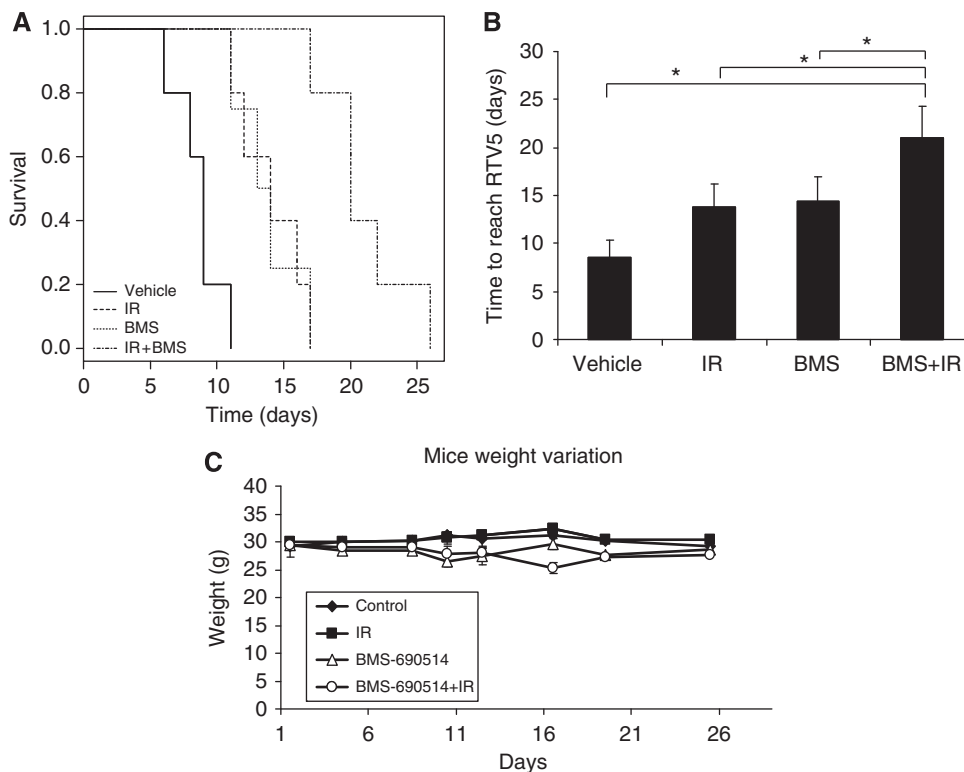 A
Survival
1.0
0.8
0.6
0.4
0.2
0.0
Vehicle
IR
BMS
IR+BMS
0 5 10 15 20 25
Time (days)
B
Time to reach RTV5 (days)
30
25
20
15
10
5
0
*
*
*
Vehicle IR BMS BMS+IR
C
Mice weight variation
Weight (g)
40
35
30
25
20
15
10
5
0
Control
IR
BMS-690514
BMS-690514+IR
1 6 11 16 21 26
Days